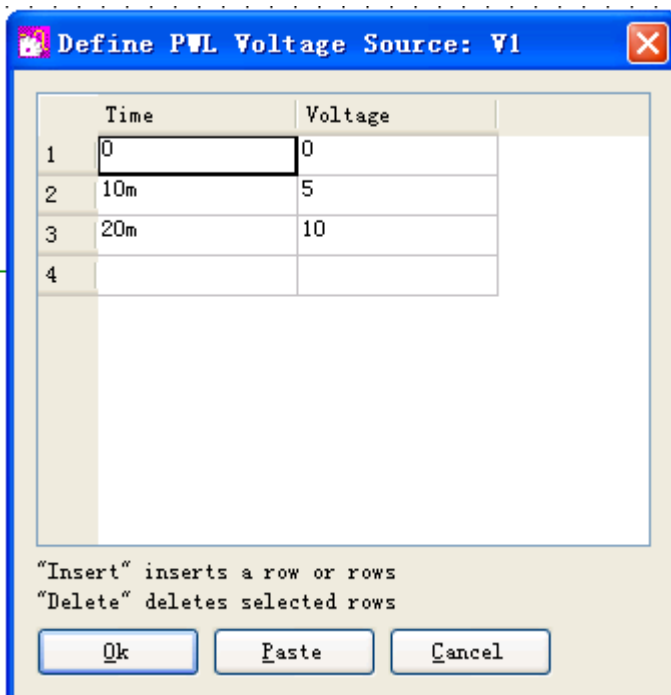 Define PWL Voltage Source: V1
Time Voltage
1 0 0
2 10m 5
3 20m 10
4
"Insert" inserts a row or rows
"Delete" deletes selected rows
Ok Paste Cancel